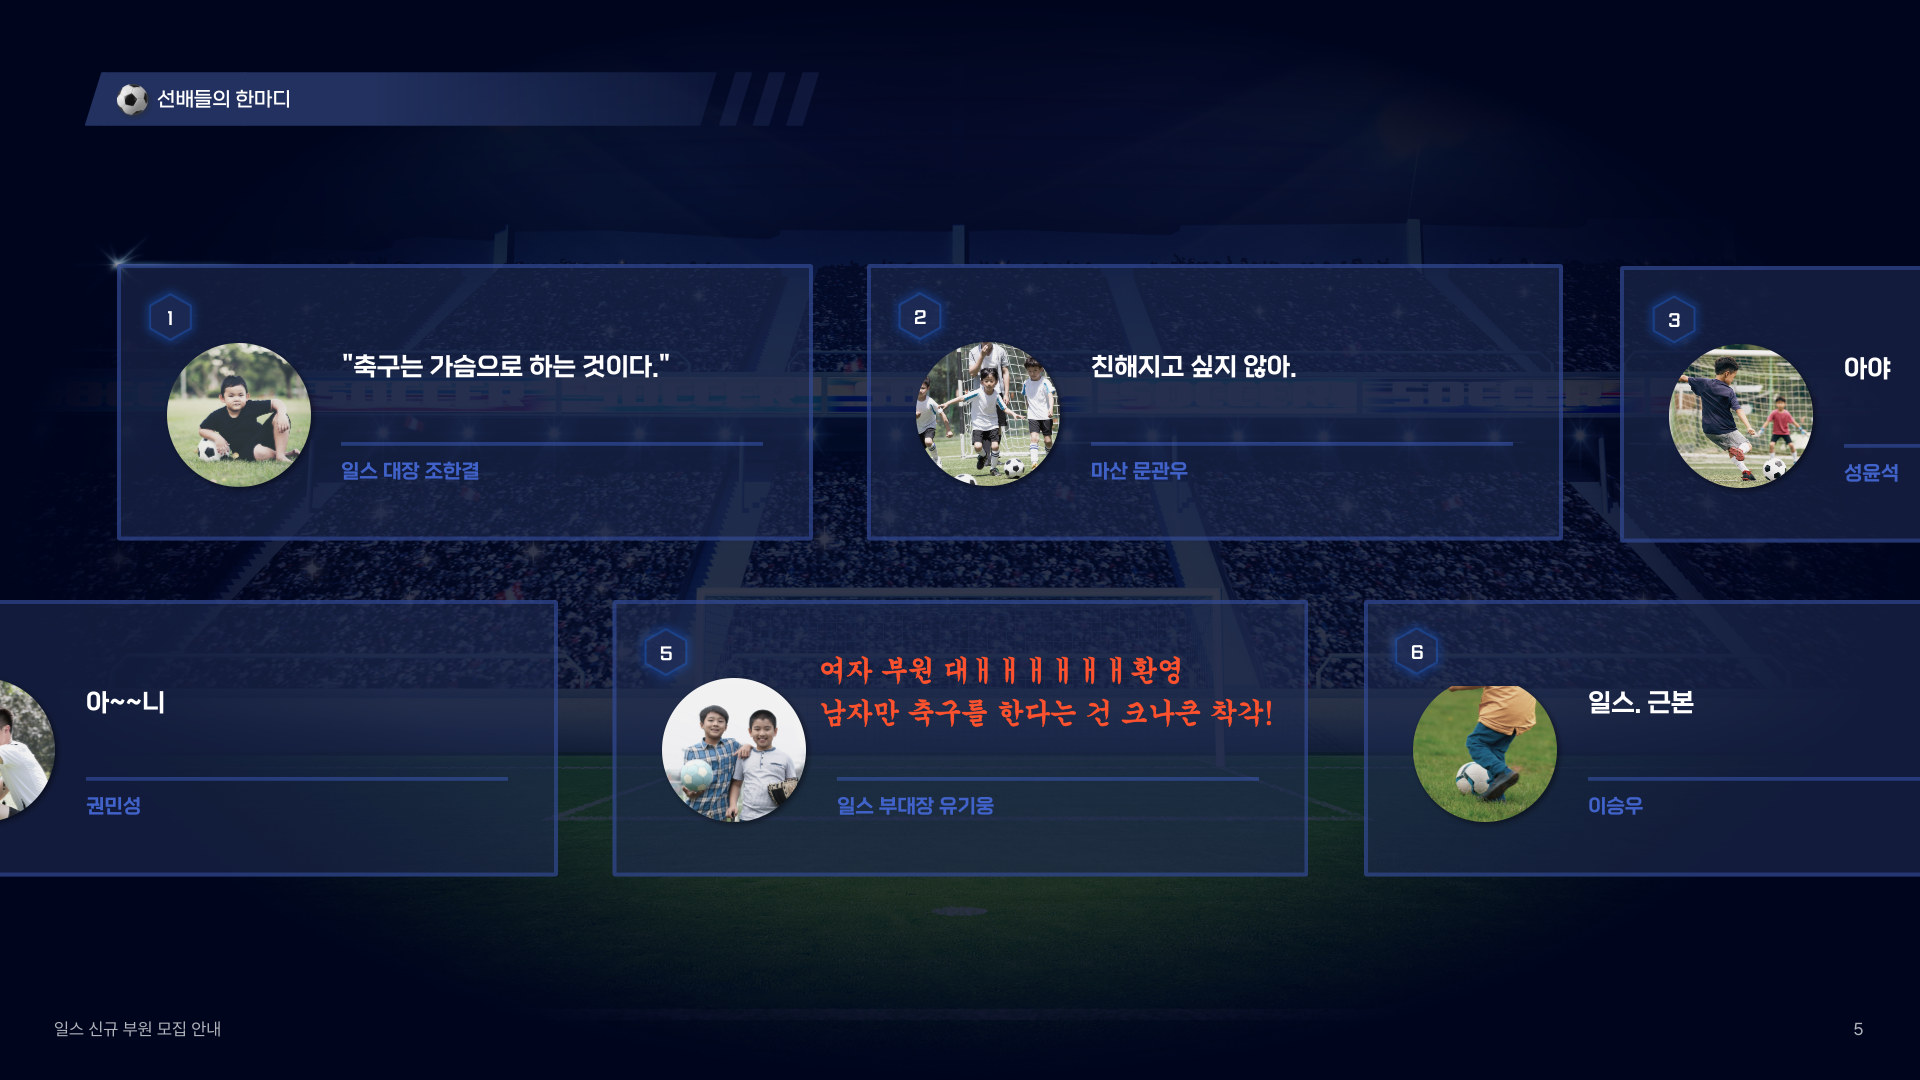 선배들의 한마디
1
"축구는 가슴으로 하는 것이다."
일스 대장 조한결
2
친해지고 싶지 않아.
마산 문관우
3
아야
성윤석
아~~니
권민성
5
여자 부원 대ㅐㅐㅐㅐㅐㅐ환영
남자만 축구를 한다는 건 크나큰 착각!
일스 부대장 유기웅
6
일스. 근본
이승우
일스 신규 부원 모집 안내
5